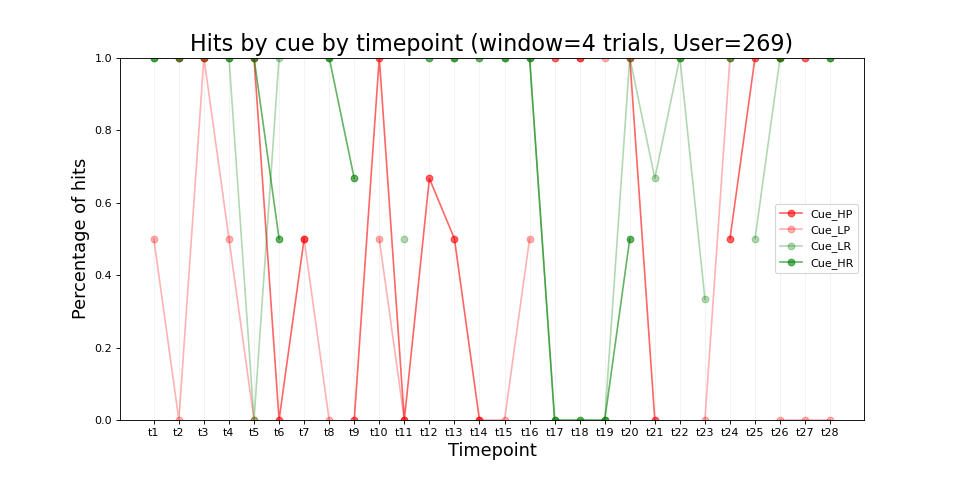 Hits by cue by timepoint (window=4 trials, User=269)
Percentage of hits
1.0
0.8
0.6
0.4
0.2
0.0
Cue_HP
Cue_LP
Cue_LR
Cue_HR
t1 t2 t3 t4 t5 t6 t7 t8 t9 t10 t11 t12 t13 t14 t15 t16 t17 t18 t19 t20 t21 t22 t23 t24 t25 t26 t27 t28
Timepoint